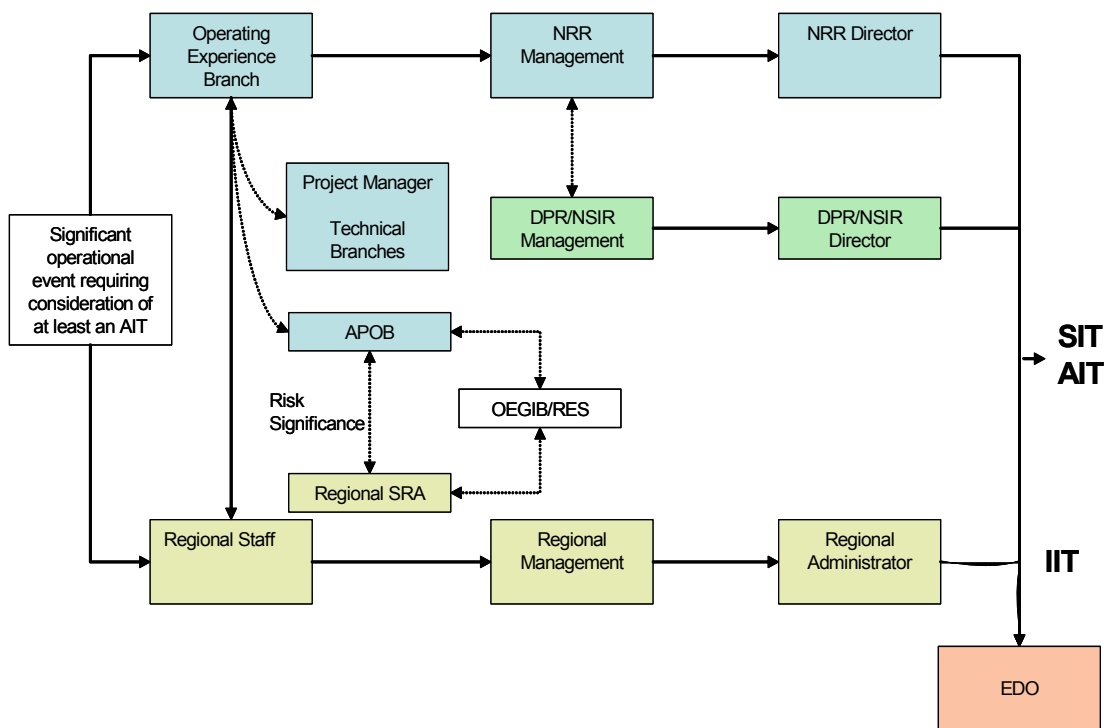 Operating
Experience
Branch
NRR
Management
NRR Director
Project Manager
Technical
Branches
DPR/NSIR
Management
DPR/NSIR
Director
Significant
operational
event requiring
consideration of
at least an AIT
APOB
SIT
AIT
Risk
Significance
OEGIB/RES
Regional SRA
Regional Staff
Regional
Management
Regional
Administrator
IIT
EDO